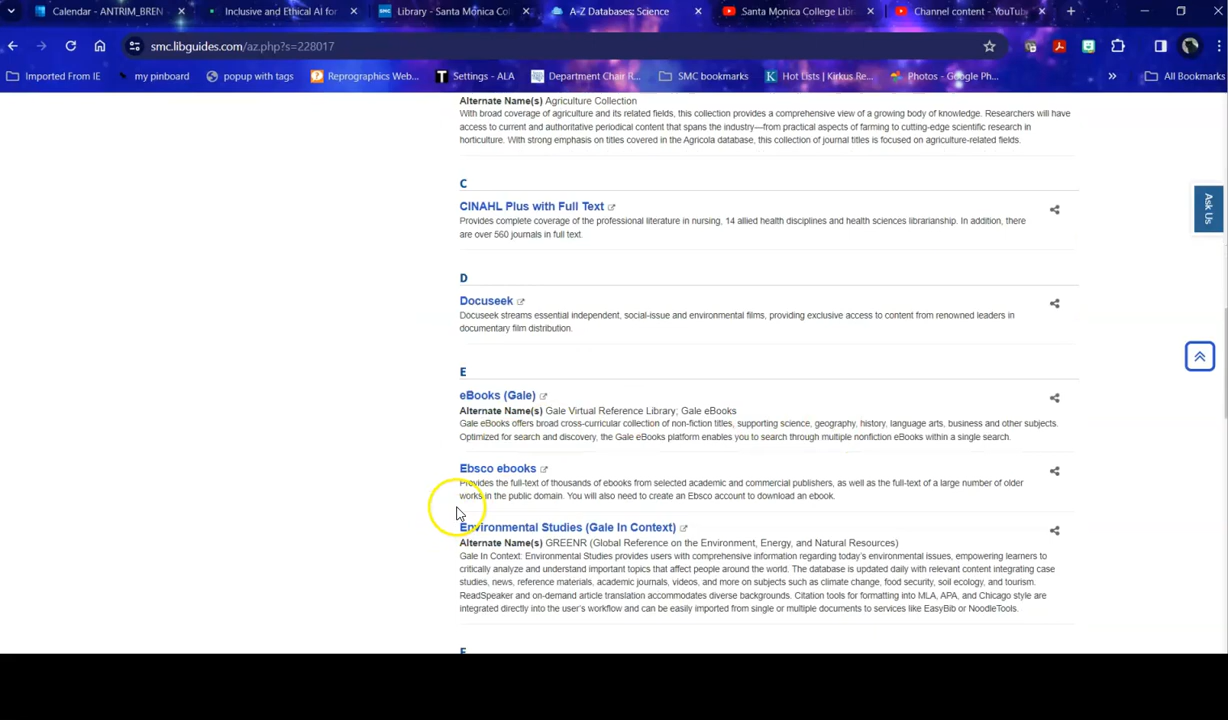 Calendar - ANTRIM_BREN
Inclusive and Ethical AI for
Library - Santa Monica Col
A-Z Databases: Science
Santa Monica College Libr
Channel content - YouTub
smc.libguides.com/az.php?s=228017
Imported From IE
my pinboard
popup with tags
Reprographics Web...
Settings - ALA
Department Chair R...
SMC bookmarks
Hot Lists | Kirkus Re...
Photos - Google Ph...
All Bookmarks
Alternate Name(s) Agriculture Collection
With broad coverage of agriculture and its related fields, this collection provides a comprehensive view of a growing body of knowledge. Researchers will have
access to current and authoritative periodical content that spans the industry—from practical aspects of farming to cutting-edge scientific research in
horticulture. With strong emphasis on titles covered in the Agricola database, this collection of journal titles is focused on agriculture-related fields.
C
CINAHL Plus with Full Text
Provides complete coverage of the professional literature in nursing, 14 allied health disciplines and health sciences librarianship. In addition, there
are over 560 journals in full text.
Ask Us
D
Docuseek
Docuseek streams essential independent, social-issue and environmental films, providing exclusive access to content from renowned leaders in
documentary film distribution.
E
eBooks (Gale)
Alternate Name(s) Gale Virtual Reference Library; Gale eBooks
Gale eBooks offers broad cross-curricular collection of non-fiction titles, supporting science, geography, history, language arts, business and other subjects.
Optimized for search and discovery, the Gale eBooks platform enables you to search through multiple nonfiction eBooks within a single search.
Ebsco ebooks
Provides the full-text of thousands of ebooks from selected academic and commercial publishers, as well as the full-text of a large number of older
works in the public domain. You will also need to create an Ebsco account to download an ebook.
Environmental Studies (Gale In Context)
Alternate Name(s) GREENR (Global Reference on the Environment, Energy, and Natural Resources)
Gale In Context: Environmental Studies provides users with comprehensive information regarding today's environmental issues, empowering learners to
critically analyze and understand important topics that affect people around the world. The database is updated daily with relevant content integrating case
studies, news, reference materials, academic journals, videos, and more on subjects such as climate change, food security, soil ecology, and tourism.
ReadSpeaker and on-demand article translation accommodates diverse backgrounds. Citation tools for formatting into MLA, APA, and Chicago style are
integrated directly into the user's workflow and can be easily imported from single or multiple documents to services like EasyBib or NoodleTools.